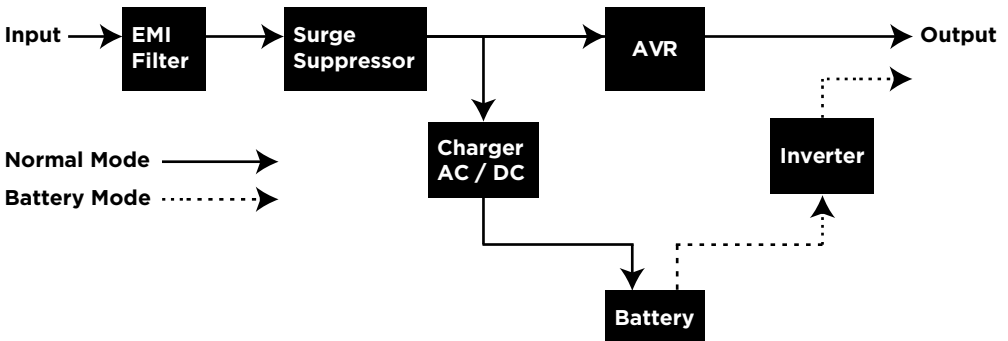 Input
EMI
Filter
Surge
Suppressor
AVR
Output
Charger
AC / DC
Inverter
Normal Mode
Battery Mode
Battery